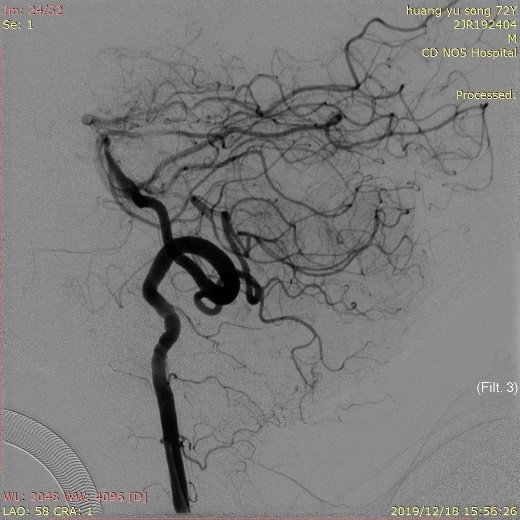 Im: 24/52
Se: 1
huang yu song 72Y
2JR192404
M
CD NO5 Hospital
Processed:
(Filt. 3)
WL: 2048 WW: 4096 [D]
LAO: 58 CRA: 1
2019/12/18 15:56:26